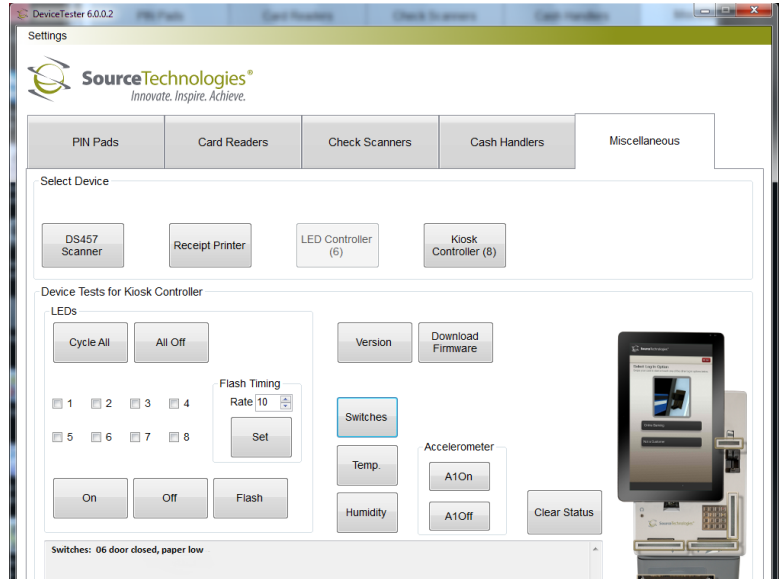 DeviceTester 6.0.0.2
Settings
SourceTechnologies®
Innovate. Inspire. Achieve.
PIN Pads
Card Readers
Check Scanners
Cash Handlers
Miscellaneous
Select Device
DS457
Scanner
Receipt Printer
LED Controller
(6)
Kiosk
Controller (8)
Device Tests for Kiosk Controller
LEDs
Cycle All
All Off
Version
Download
Firmware
Flash Timing
Rate 10
1
2
3
4
5
6
7
8
Set
Switches
Temp.
Humidity
Accelerometer
A1On
A1Off
On
Off
Flash
Clear Status
Switches: 06 door closed, paper low